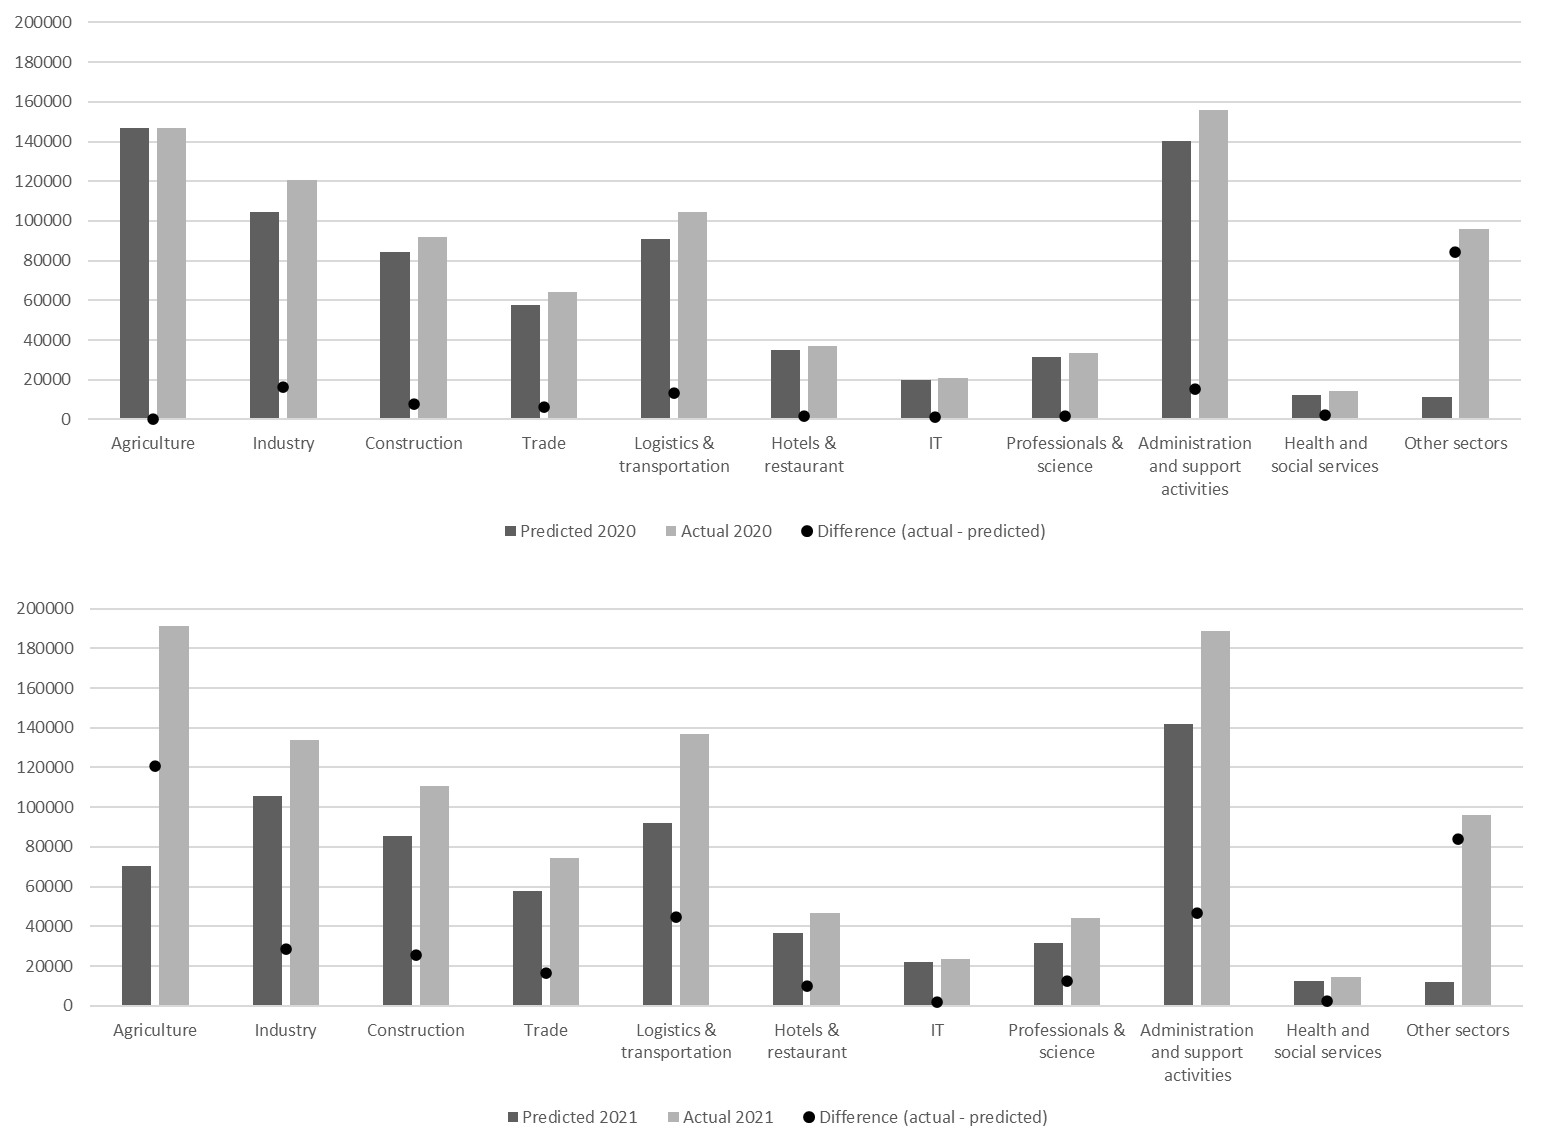 200000
180000
160000
140000
120000
100000
80000
60000
40000
20000
0
Agriculture Industry Construction Trade Logistics & Hotels & IT Professionals & Administration Health and Other sectors
transportation restaurant science and support social services
activities
Predicted 2020 Actual 2020 Difference (actual - predicted)
200000
180000
160000
140000
120000
100000
80000
60000
40000
20000
0
Agriculture Industry Construction Trade Logistics & Hotels & IT Professionals & Administration Health and Other sectors
transportation restaurant science and support social services
activities
Predicted 2021 Actual 2021 Difference (actual - predicted)